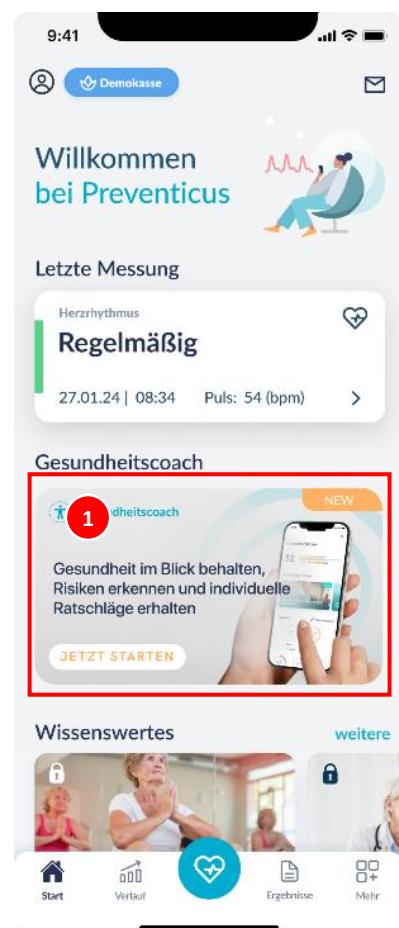 9:41
Demokasse
Willkommen
bei Preventicus
Letzte Messung
Herzrhythmus
Regelmäßig
27.01.24 | 08:34 Puls: 54 (bpm)
Gesundheitscoach
NEW
1
dheitscoach
Gesundheit im Blick behalten,
Risiken erkennen und individuelle
Ratschläge erhalten
JETZT STARTEN
52
Wissenswertes weitere
Start Verlauf Ergebnisse Mehr